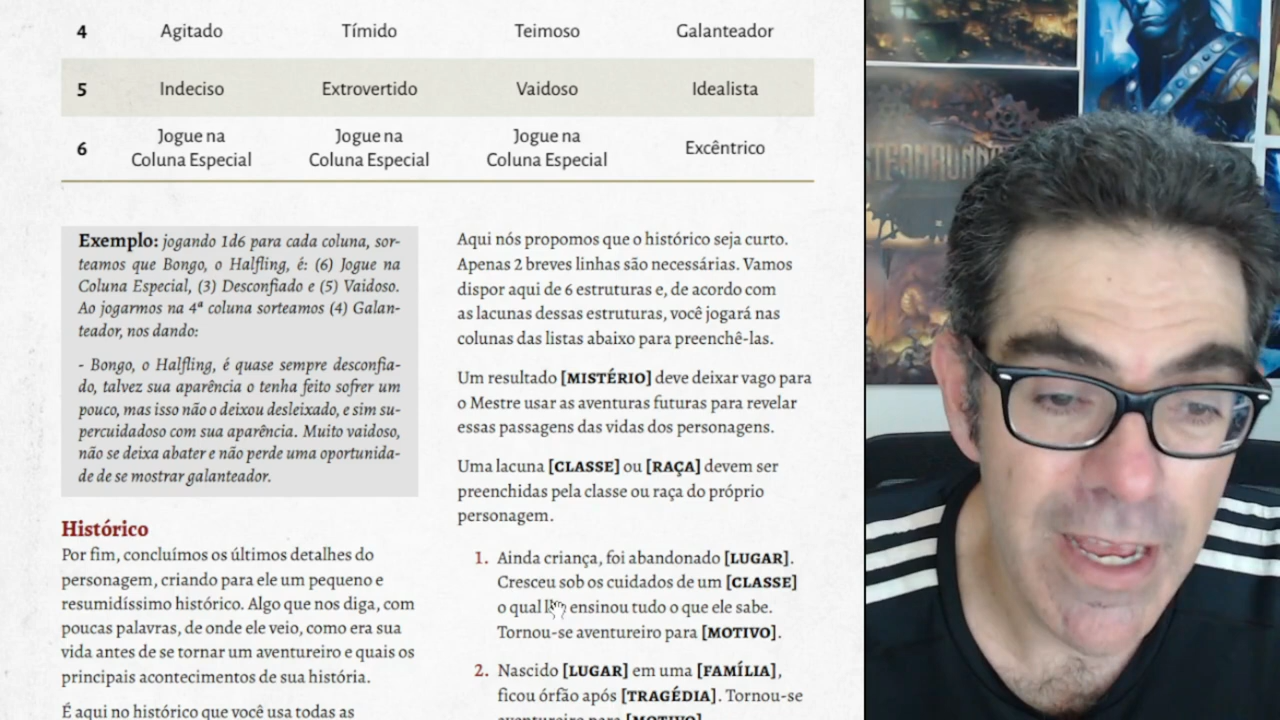 4 Agitado Tímido Teimoso Galanteador
5 Indeciso Extrovertido Vaidoso Idealista
6 Jogue na Coluna Especial Jogue na Coluna Especial Jogue na Coluna Especial Excêntrico
Exemplo: jogando 1d6 para cada coluna, sor-
teamos que Bongo, o Halfling, é: (6) Jogue na
Coluna Especial, (3) Desconfiado e (5) Vaidoso.
Ao jogarmos na 4ª coluna sorteamos (4) Galan-
teador, nos dando:
- Bongo, o Halfling, é quase sempre desconfia-
do, talvez sua aparência o tenha feito sofrer um
pouco, mas isso não o deixou desleixado, e sim su-
percuidadoso com sua aparência. Muito vaidoso,
não se deixa abater e não perde uma oportunida-
de de se mostrar galanteador.
Histórico
Por fim, concluímos os últimos detalhes do
personagem, criando para ele um pequeno e
resumidíssimo histórico. Algo que nos diga, com
poucas palavras, de onde ele veio, como era sua
vida antes de se tornar um aventureiro e quais os
principais acontecimentos de sua história.
É aqui no histórico que você usa todas as
Aqui nós propomos que o histórico seja curto.
Apenas 2 breves linhas são necessárias. Vamos
dispor aqui de 6 estruturas e, de acordo com
as lacunas dessas estruturas, você jogará nas
colunas das listas abaixo para preenchê-las.
Um resultado [MISTÉRIO] deve deixar vago para
o Mestre usar as aventuras futuras para revelar
essas passagens das vidas dos personagens.
Uma lacuna [CLASSE] ou [RAÇA] devem ser
preenchidas pela classe ou raça do próprio
personagem.
1. Ainda criança, foi abandonado [LUGAR].
Cresceu sob os cuidados de um [CLASSE]
o qual ensinou tudo o que ele sabe.
Tornou-se aventureiro para [MOTIVO].
2. Nascido [LUGAR] em uma [FAMÍLIA],
ficou órfão após [TRAGÉDIA]. Tornou-se
aventureiro para [MOTIVO].